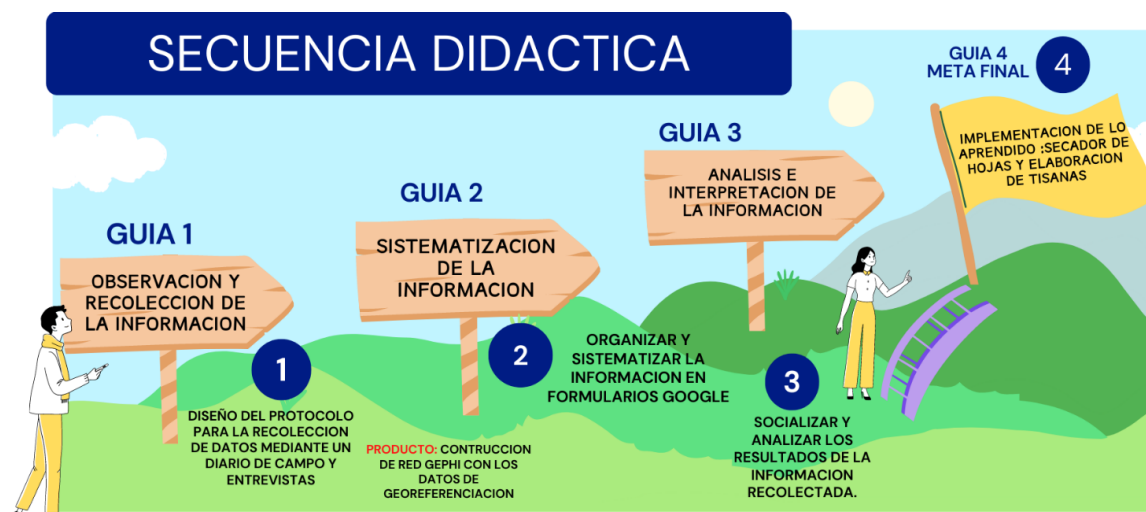 SECUENCIA DIDACTICA
GUIA 1
OBSERVACION Y
RECOLECCION DE
LA INFORMACION
1
DISEÑO DEL PROTOCOLO
PARA LA RECOLECCION
DE DATOS MEDIANTE UN
DIARIO DE CAMPO Y
ENTREVISTAS
GUIA 2
SISTEMATIZACION
DE LA
INFORMACION
2
ORGANIZAR Y
SISTEMATIZAR LA
INFORMACION EN
FORMULARIOS GOOGLE
PRODUCTO: CONTRUCCION
DE RED GEPHI CON LOS
DATOS DE
GEOREFERENCIACION
GUIA 3
ANALISIS E
INTERPRETACION DE
LA INFORMACION
3
SOCIALIZAR Y
ANALIZAR LOS
RESULTADOS DE LA
INFORMACION
RECOLECTADA.
GUIA 4
META FINAL
4
IMPLEMENTACION DE LO
APRENDIDO :SECADOR DE
HOJAS Y ELABORACION
DE TISANAS